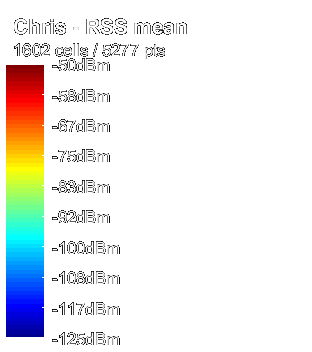 Chris - RSS mean
1602 cells / 5277 pts
-50dBm
-58dBm
-67dBm
-75dBm
-83dBm
-92dBm
-100dBm
-108dBm
-117dBm
-125dBm